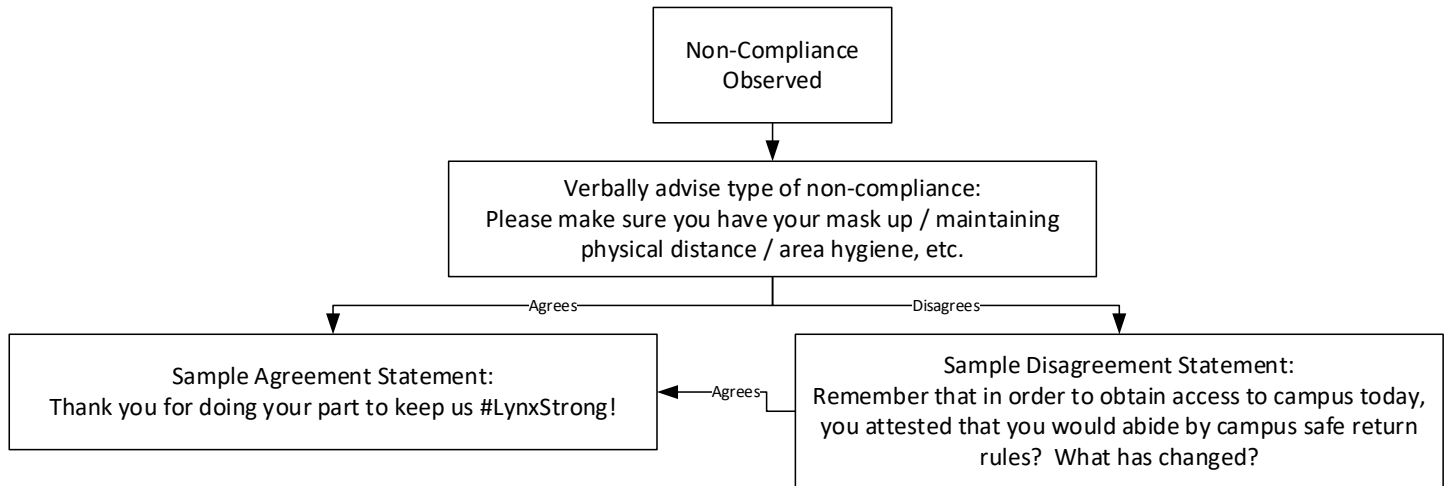 Non-Compliance
Observed
Verbally advise type of non-compliance:
Please make sure you have your mask up / maintaining
physical distance / area hygiene, etc.
Agrees
Disagrees
Sample Agreement Statement:
Thank you for doing your part to keep us #LynxStrong!
Agrees
Sample Disagreement Statement:
Remember that in order to obtain access to campus today,
you attested that you would abide by campus safe return
rules?  What has changed?